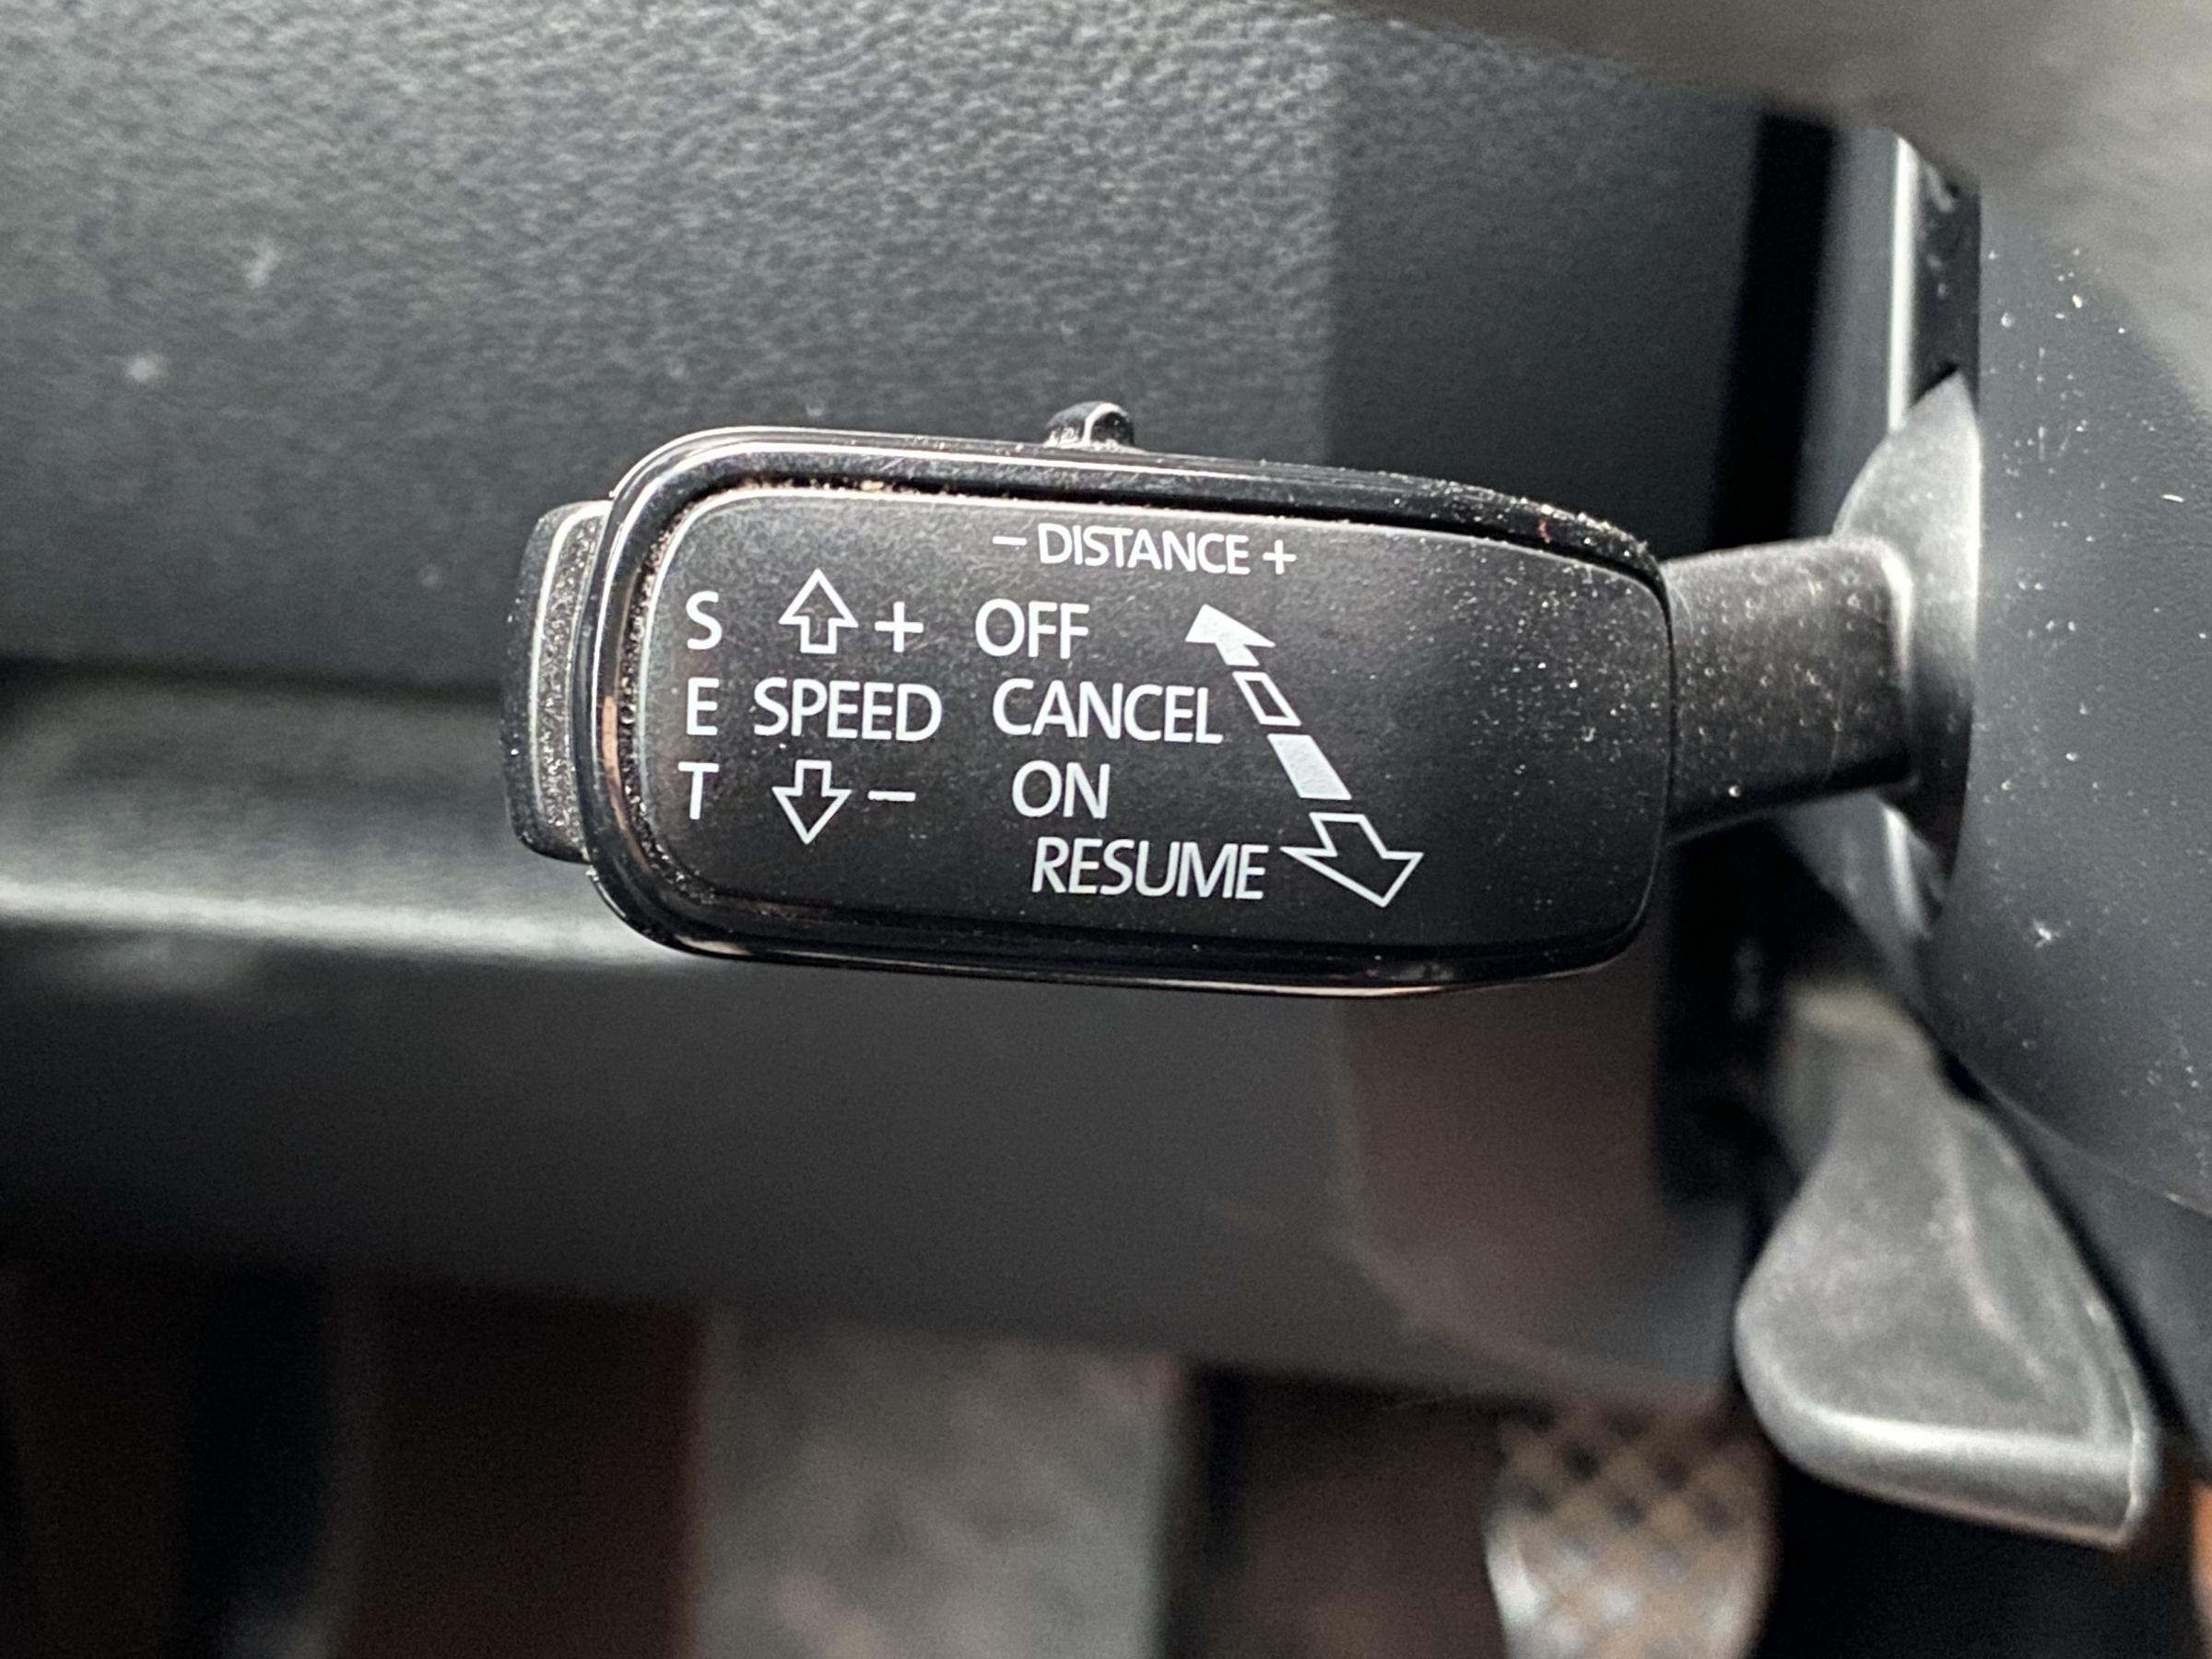 – DISTANCE +
S + OFF
E SPEED CANCEL
T – ON
RESUME